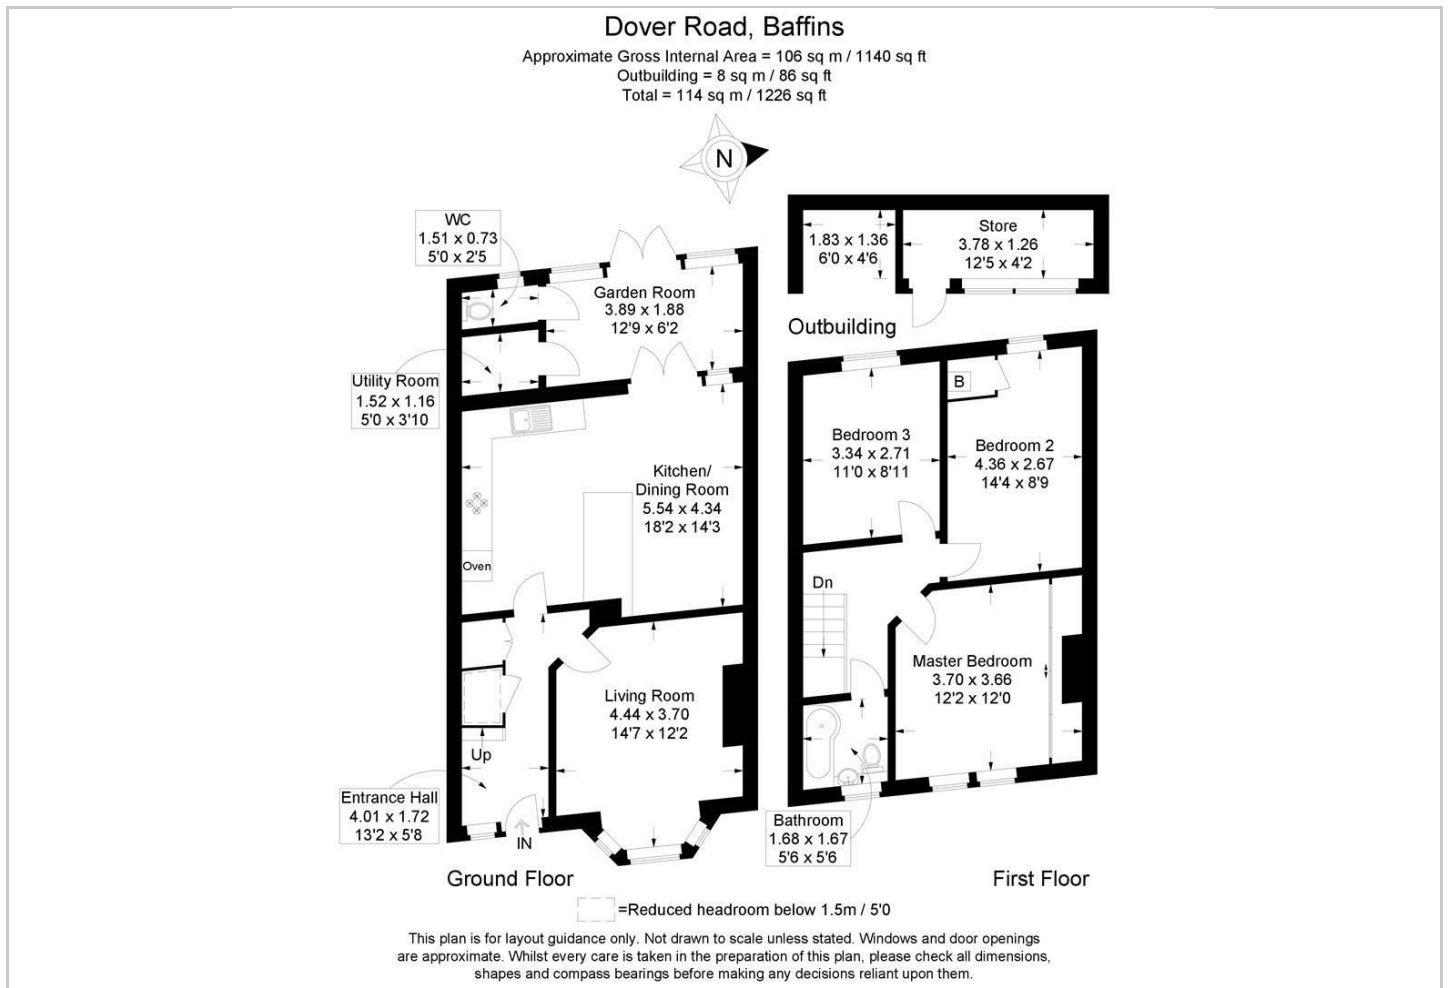 Dover Road, Baffins
Approximate Gross Internal Area = 106 sq m / 1140 sq ft
Outbuilding = 8 sq m / 86 sq ft
Total = 114 sq m / 1226 sq ft
N
WC
1.51 x 0.73
5'0 x 2'5
Garden Room
3.89 x 1.88
12'9 x 6'2
Utility Room
1.52 x 1.16
5'0 x 3'10
Kitchen/
Dining Room
5.54 x 4.34
18'2 x 14'3
Oven
Living Room
4.44 x 3.70
14'7 x 12'2
Up
Entrance Hall
4.01 x 1.72
13'2 x 5'8
IN
Ground Floor
1.83 x 1.36
6'0 x 4'6
Store
3.78 x 1.26
12'5 x 4'2
Outbuilding
B
Bedroom 3
3.34 x 2.71
11'0 x 8'11
Bedroom 2
4.36 x 2.67
14'4 x 8'9
Dn
Master Bedroom
3.70 x 3.66
12'2 x 12'0
Bathroom
1.68 x 1.67
5'6 x 5'6
First Floor
=Reduced headroom below 1.5m / 5'0
This plan is for layout guidance only. Not drawn to scale unless stated. Windows and door openings
are approximate. Whilst every care is taken in the preparation of this plan, please check all dimensions,
shapes and compass bearings before making any decisions reliant upon them.